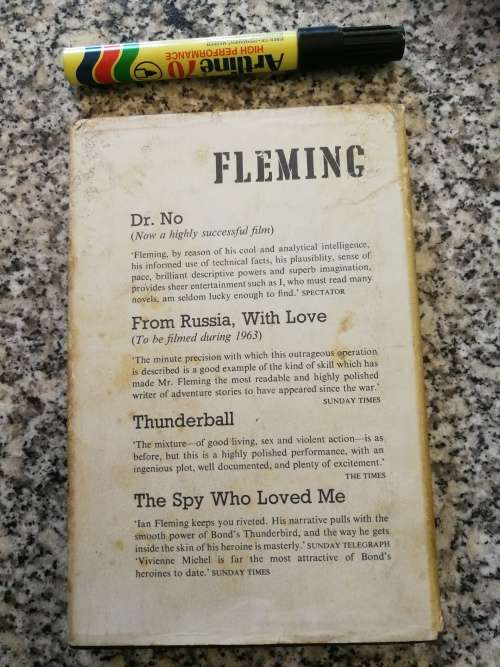 Artline 70
HIGH PERFORMANCE
FLEMING
Dr. No
(Now a highly successful film)
'Fleming, by reason of his cool and analytical intelligence,
his informed use of technical facts, his plausiblity, sense of
pace, brilliant descriptive powers and superb imagination,
provides sheer entertainment such as I, who must read many
novels, am seldom lucky enough to find.' SPECTATOR
From Russia, With Love
(To be filmed during 1963)
'The minute precision with which this outrageous operation
is described is a good example of the kind of skill which has
made Mr. Fleming the most readable and highly polished
writer of adventure stories to have appeared since the war.'
SUNDAY TIMES
Thunderball
'The mixture—of good living, sex and violent action—is as
before, but this is a highly polished performance, with an
ingenious plot, well documented, and plenty of excitement.'
THE TIMES
The Spy Who Loved Me
'Ian Fleming keeps you riveted. His narrative pulls with the
smooth power of Bond's Thunderbird, and the way he gets
inside the skin of his heroine is masterly.' SUNDAY TELEGRAPH
'Vivienne Michel is far the most attractive of Bond's
heroines to date.' SUNDAY TIMES